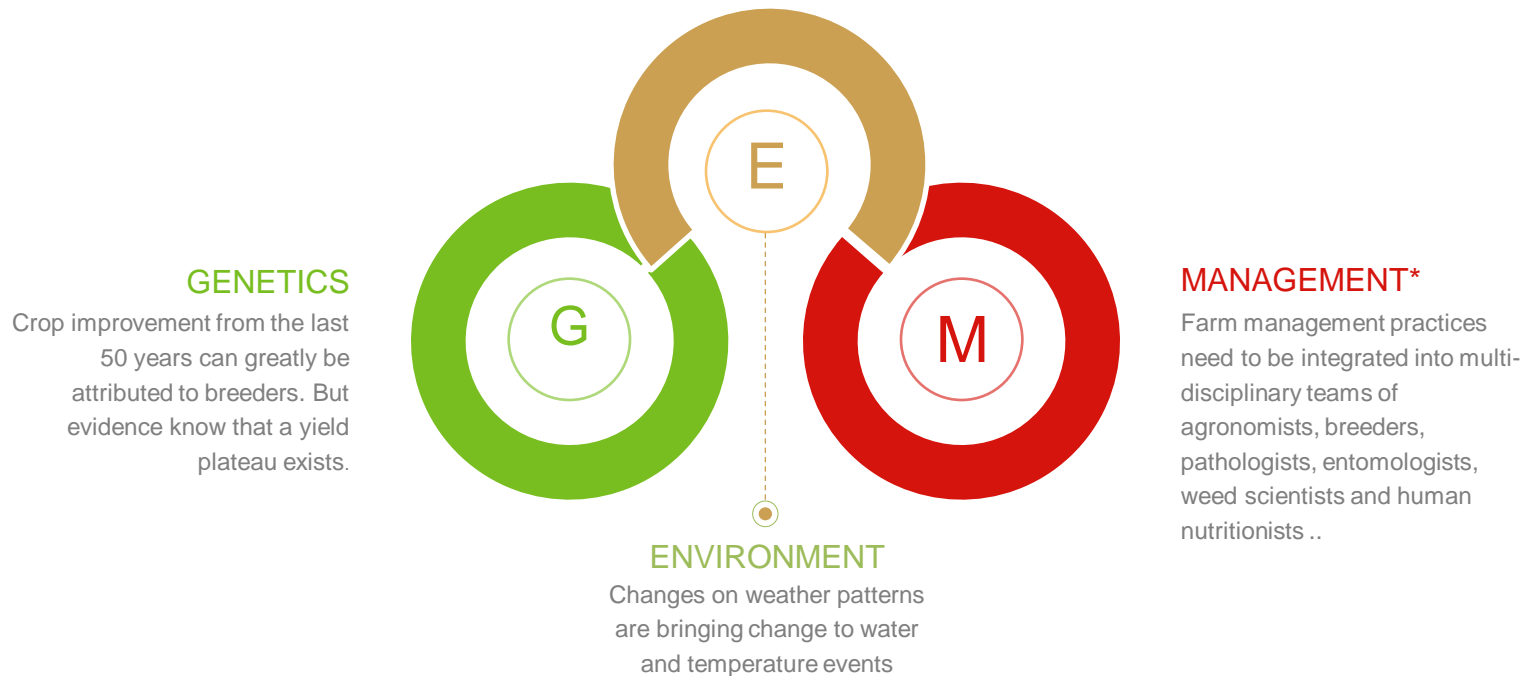 E
G
M
GENETICS
Crop improvement from the last
50 years can greatly be
attributed to breeders. But
evidence know that a yield
plateau exists.
ENVIRONMENT
Changes on weather patterns
are bringing change to water
and temperature events
MANAGEMENT*
Farm management practices
need to be integrated into multi-
disciplinary teams of
agronomists, breeders,
pathologists, entomologists,
weed scientists and human
nutritionists ..